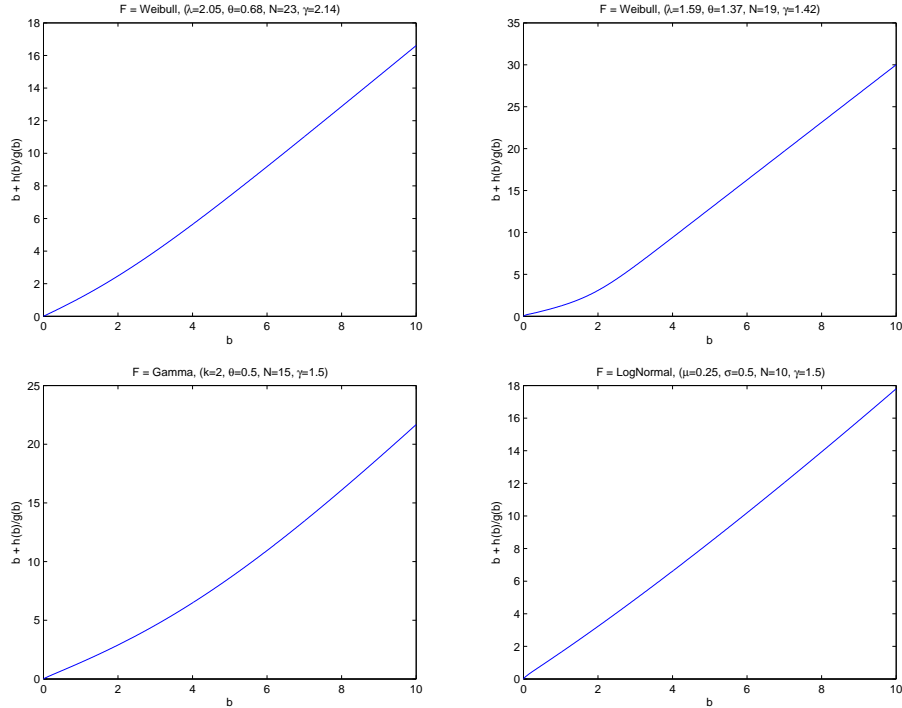 F = Weibull, (λ=2.05, θ=0.68, N=23, γ=2.14)
18
16
14
12
10
8
6
4
2
0
b + h(b)/g(b)
0 2 4 6 8 10
b
F = Weibull, (λ=1.59, θ=1.37, N=19, γ=1.42)
35
30
25
20
15
10
5
0
b + h(b)/g(b)
0 2 4 6 8 10
b
F = Gamma, (k=2, θ=0.5, N=15, γ=1.5)
25
20
15
10
5
0
b + h(b)/g(b)
0 2 4 6 8 10
b
F = LogNormal, (μ=0.25, σ=0.5, N=10, γ=1.5)
18
16
14
12
10
8
6
4
2
0
b + h(b)/g(b)
0 2 4 6 8 10
b